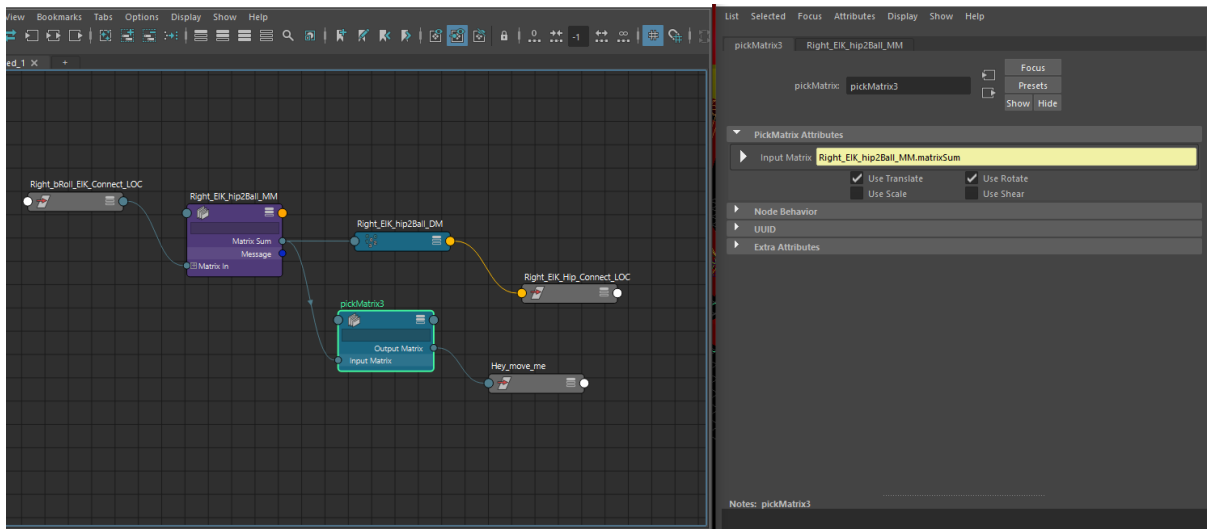 View Bookmarks Tabs Options Display Show Help
-1
ed_1 × +
Right_bRoll_EIK_Connect_LOC
Right_EIK_hip2Ball_MM
Matrix Sum
Message
Matrix In
Right_EIK_hip2Ball_DM
Right_EIK_Hip_Connect_LOC
pickMatrix3
Output Matrix
Input Matrix
Hey_move_me
List Selected Focus Attributes Display Show Help
pickMatrix3 Right_EIK_hip2Ball_MM
pickMatrix: pickMatrix3
Focus
Presets
Show Hide
PickMatrix Attributes
Input Matrix Right_EIK_hip2Ball_MM.matrixSum
Use Translate Use Rotate
Use Scale Use Shear
Node Behavior
UUID
Extra Attributes
Notes: pickMatrix3